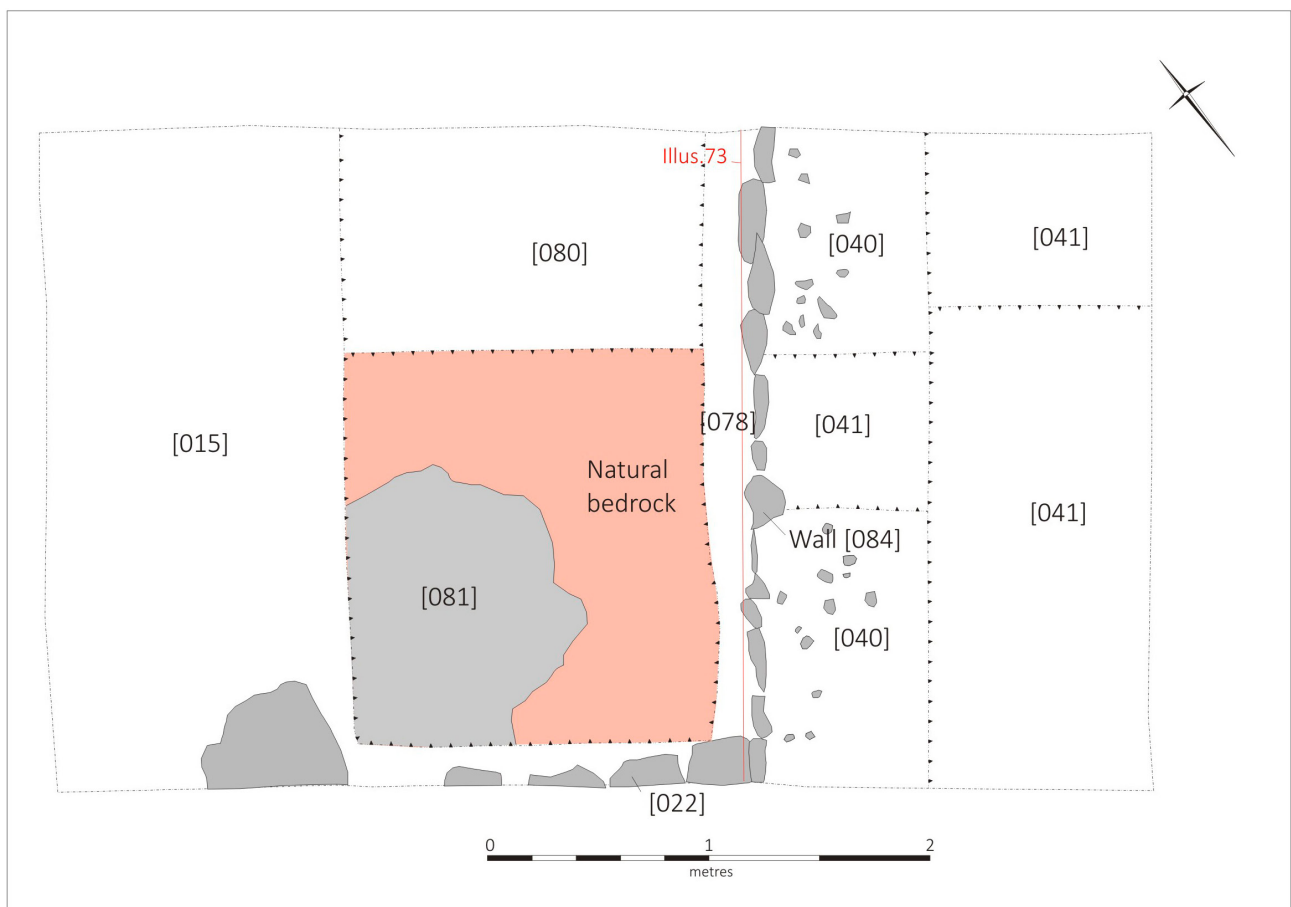 Illus.73
[080]
[040]
[041]
[015]
[078]
[041]
Natural
bedrock
[041]
Wall [084]
[081]
[040]
[022]
0 1 2
metres